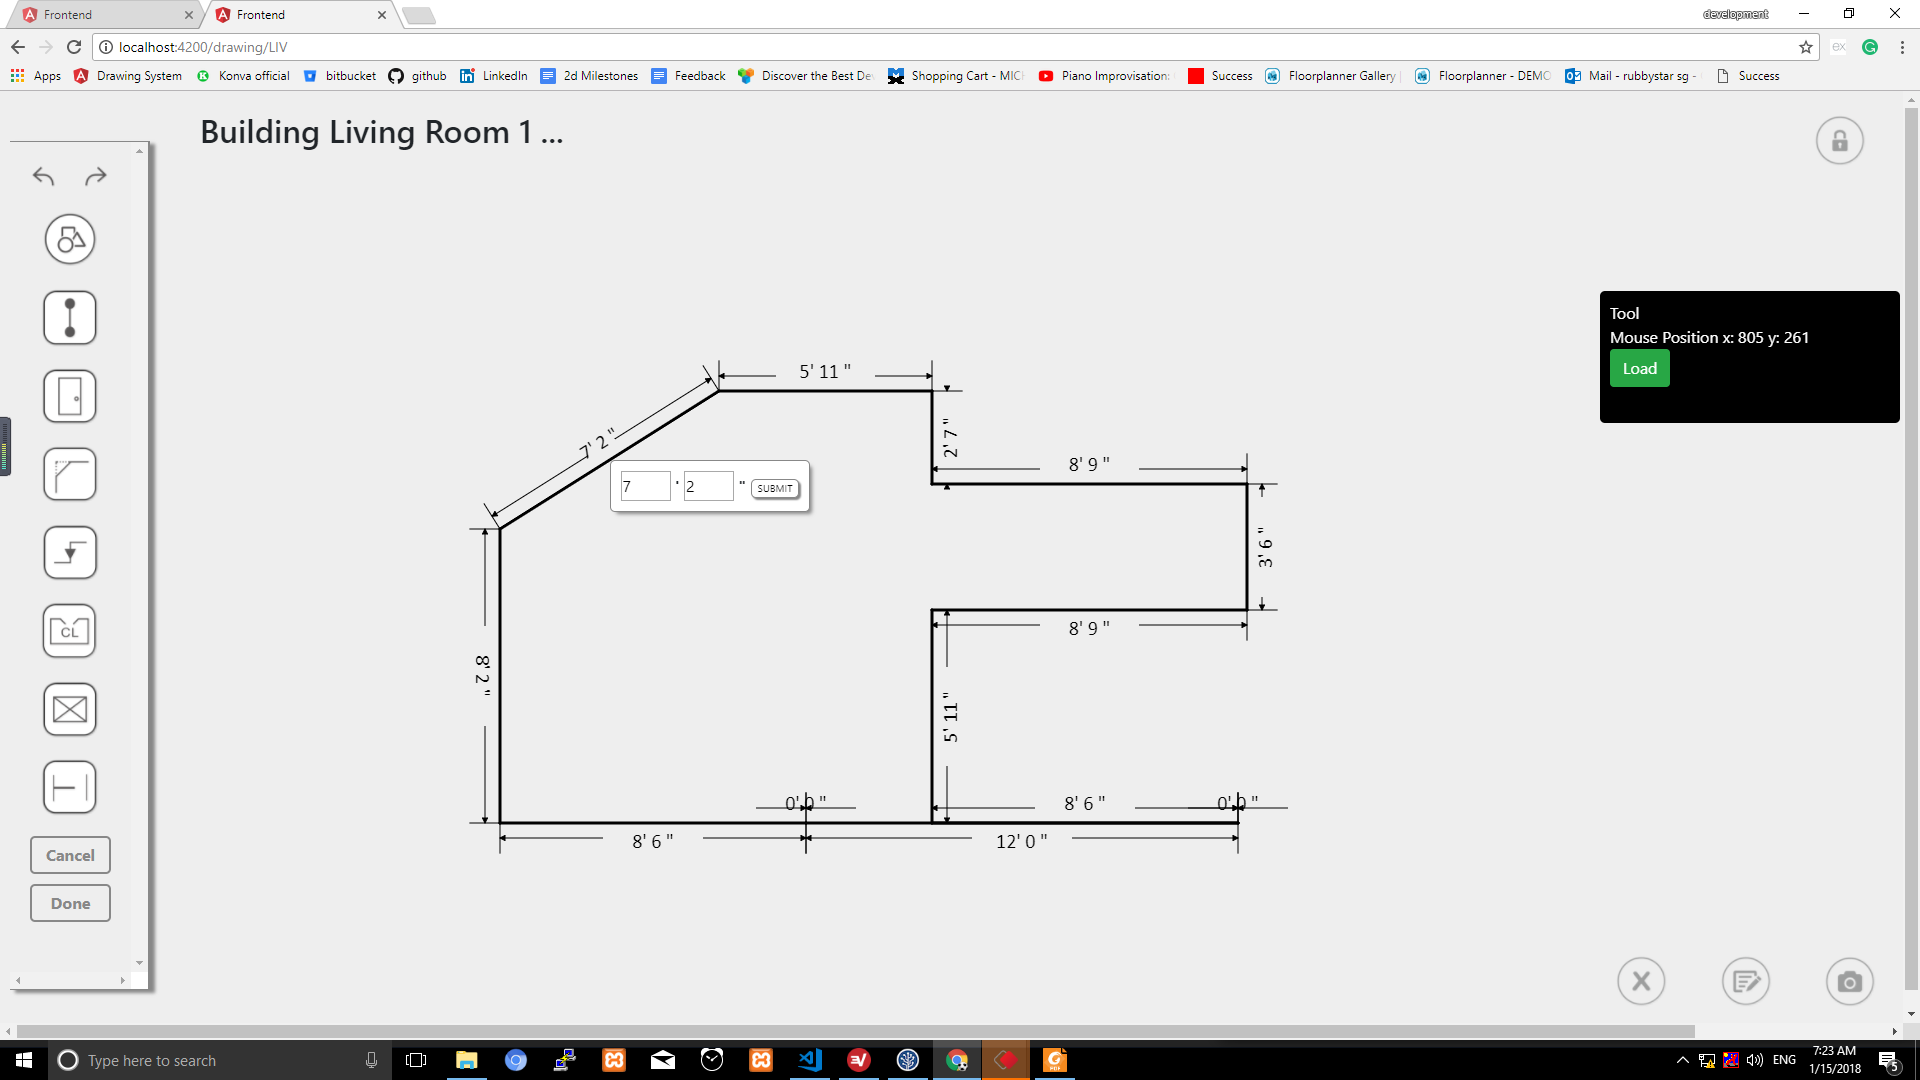 Frontend
Frontend
development
localhost:4200/drawing/LIV
Apps
Drawing System
Konva official
bitbucket
github
LinkedIn
2d Milestones
Feedback
Discover the Best De
Shopping Cart - MIC
Piano Improvisation:
Success
Floorplanner Gallery
Floorplanner - DEMO
Mail - rubbystar sg -
Success
Building Living Room 1 ...
Tool
Mouse Position x: 805 y: 261
Load
5' 11 "
7' 2 "
2' 7 "
8' 9 "
7 ' 2 " SUBMIT
3' 6 "
8' 9 "
8' 2 "
5' 11 "
0' 0 "
8' 6 "
0' 0 "
8' 6 "
12' 0 "
CL
Cancel
Done
Type here to search
ENG
7:23 AM
1/15/2018
5